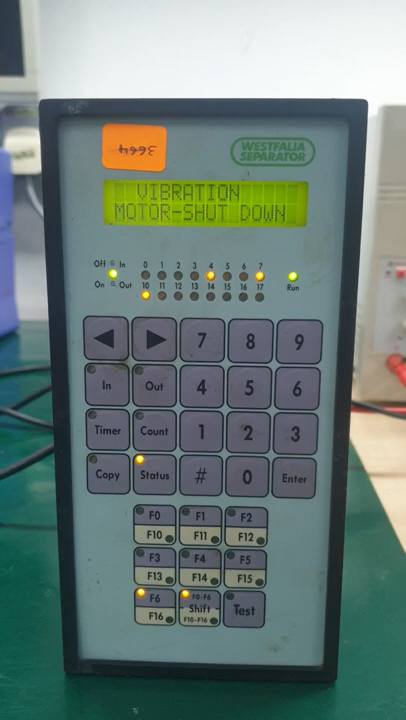 3664
WESTFALIA
SEPARATOR
VIBRATION
MOTOR-SHUT DOWN
Off In 0 1 2 3 4 5 6 7
On Out 10 11 12 13 14 15 16 17 Run
7 8 9
In Out 4 5 6
Timer Count 1 2 3
Copy Status # 0 Enter
F0 F1 F2
F10 F11 F12
F3 F4 F5
F13 F14 F15
F6 F0-F6
Shift Test
F16 F10-F16